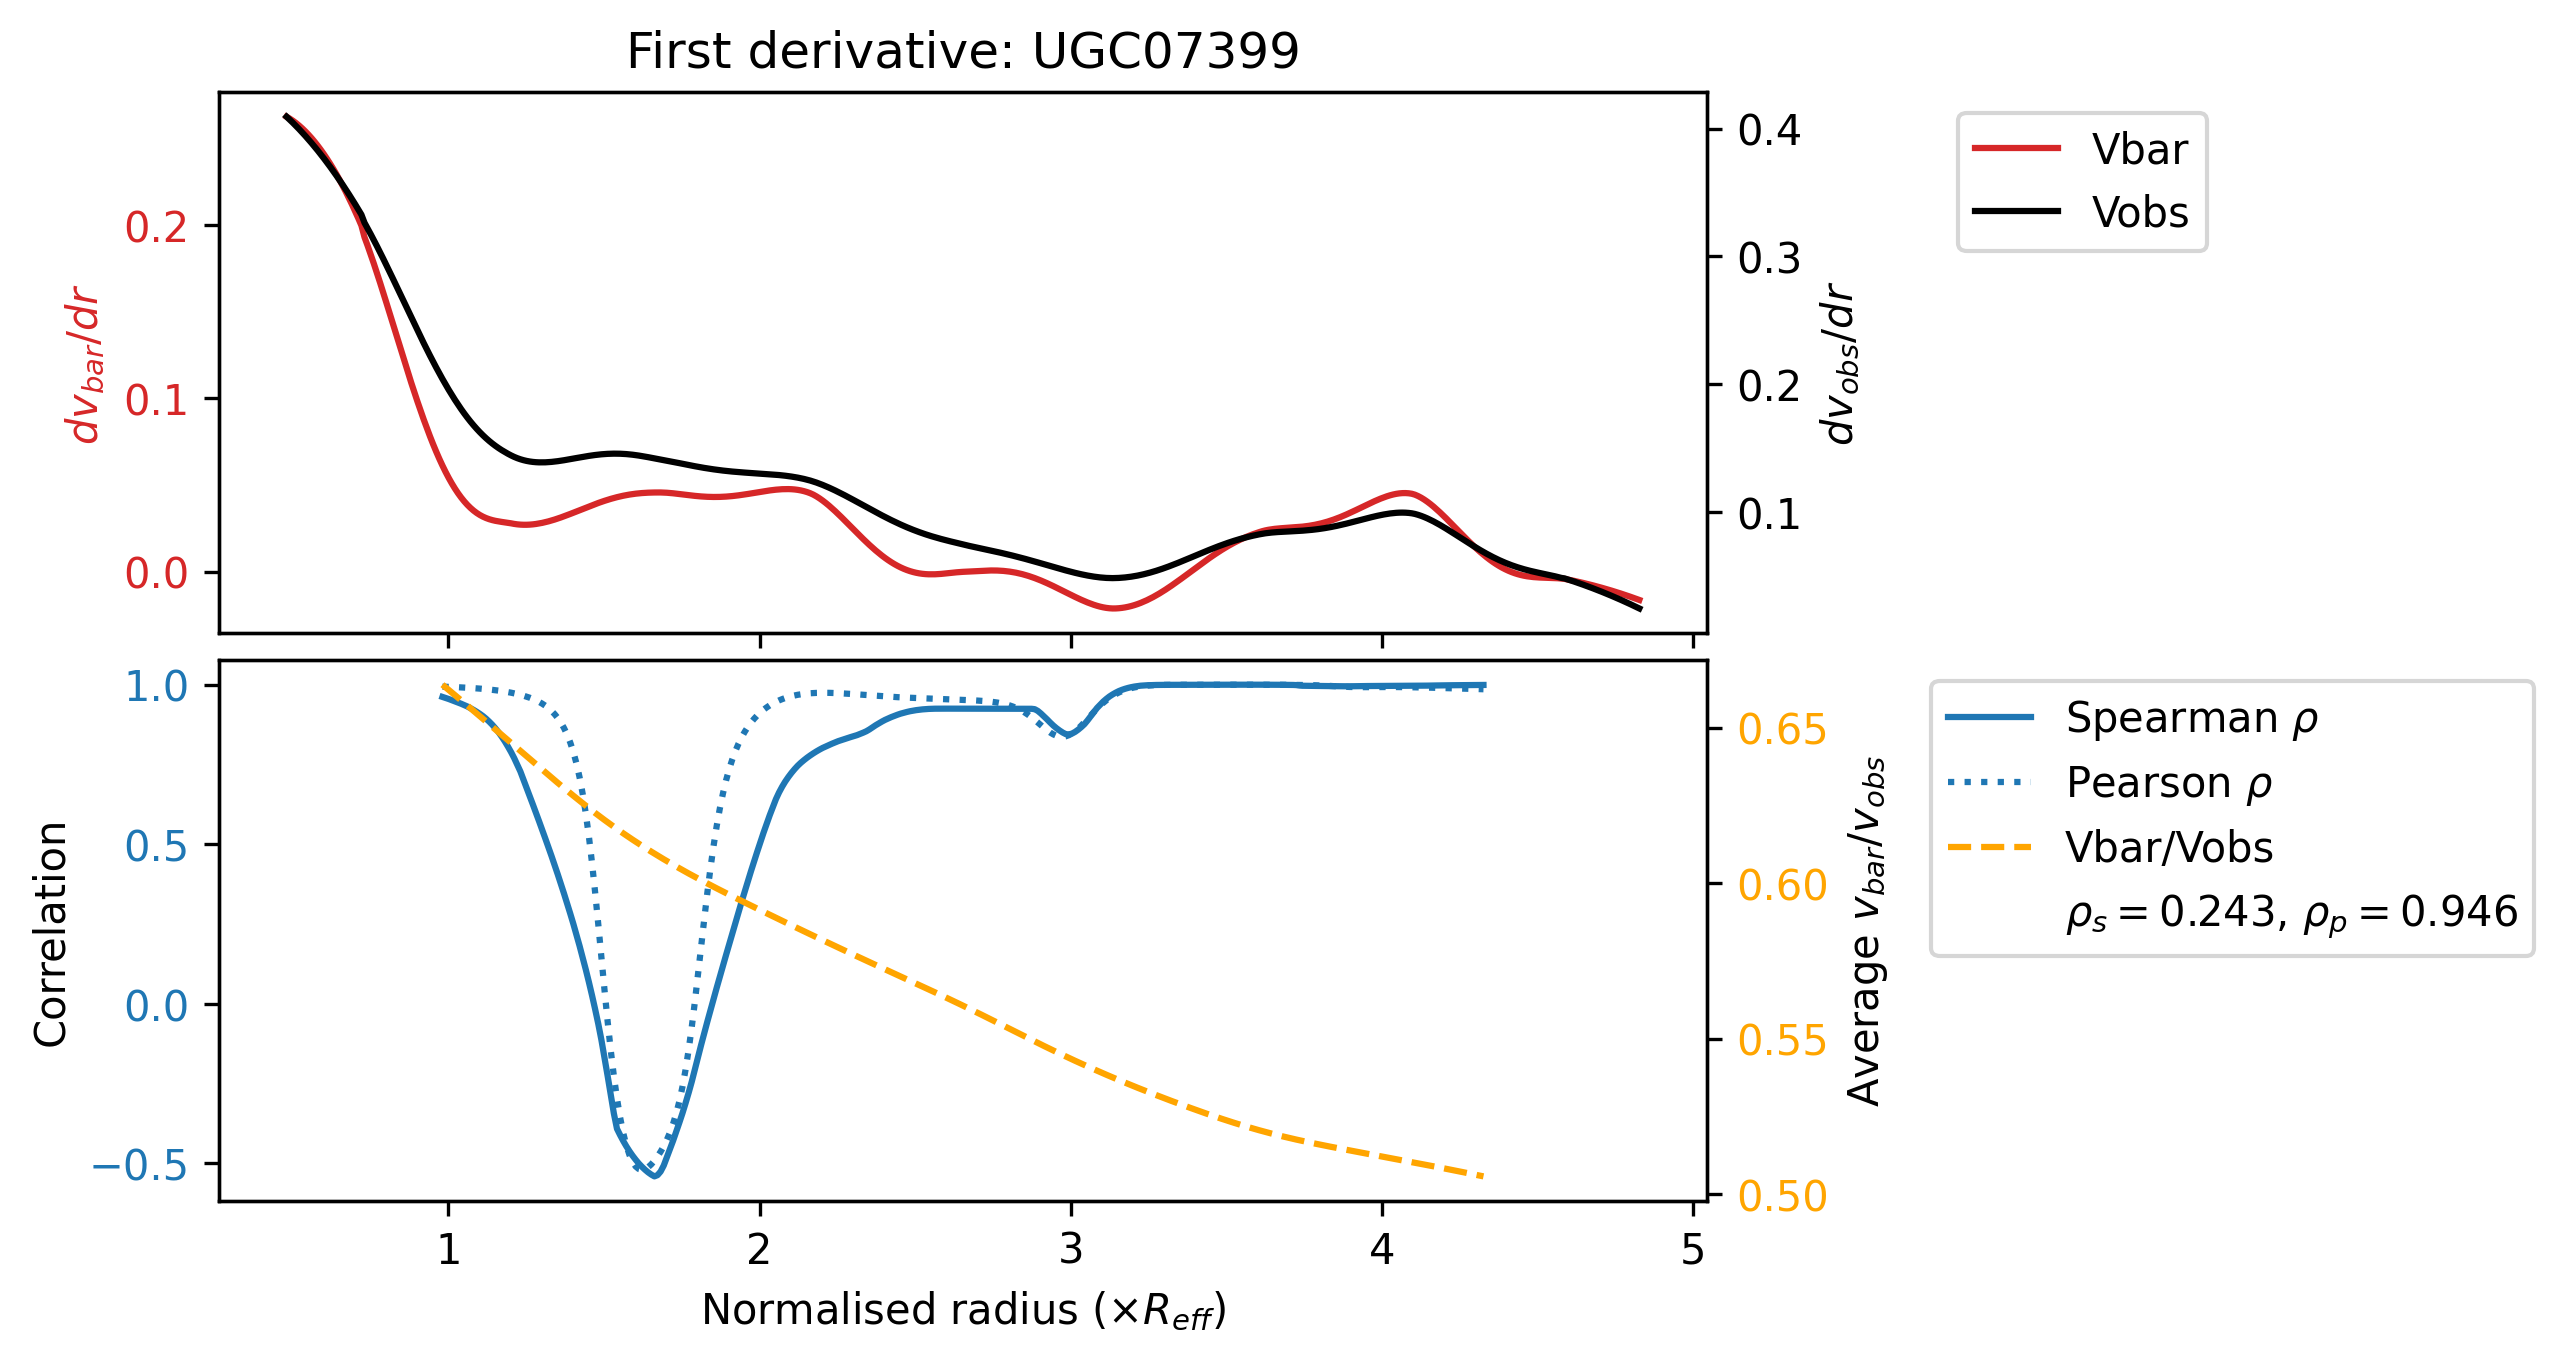 First derivative: UGC07399
0.2
0.1
0.0
dv_bar/dr
0.4
0.3
0.2
0.1
dv_obs/dr
Vbar
Vobs
1.0
0.5
0.0
−0.5
Correlation
0.65
0.60
0.55
0.50
Average v_bar/v_obs
Spearman ρ
Pearson ρ
Vbar/Vobs
ρ_s = 0.243, ρ_p = 0.946
1 2 3 4 5
Normalised radius (×R_eff)